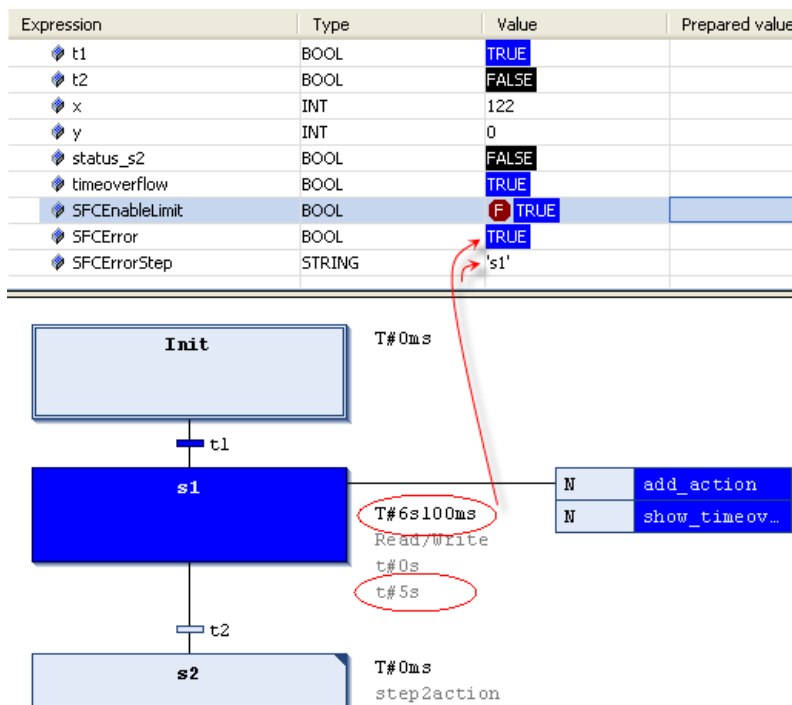 Expression Type Value Prepared value
t1 BOOL TRUE
t2 BOOL FALSE
x INT 122
y INT 0
status_s2 BOOL FALSE
timeoverflow BOOL TRUE
SFCEnableLimit BOOL F TRUE
SFCError BOOL TRUE
SFCErrorStep STRING 's1'
Init T#0ms
t1
s1 N add_action
T#6s100ms N show_timeov…
Read/Write
t#0s
t#5s
t2
s2 T#0ms
step2action